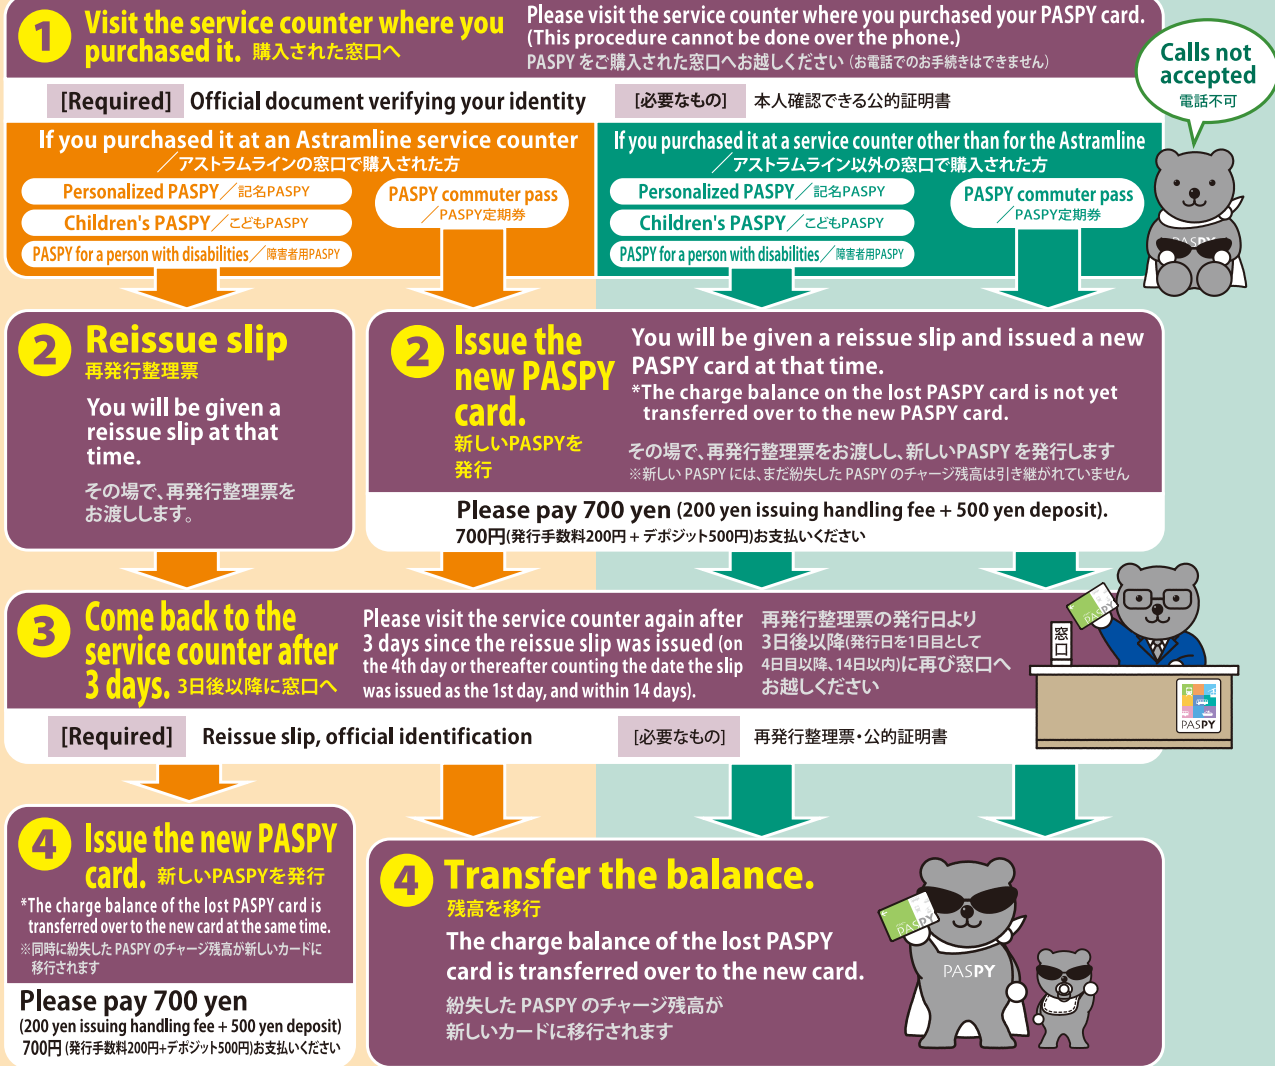 1
Visit the service counter where you
purchased it. 購入された窓口へ
Please visit the service counter where you purchased your PASPY card.
(This procedure cannot be done over the phone.)
PASPY をご購入された窓口へお越しください（お電話でのお手続きはできません）
Calls not
accepted
電話不可
[Required] Official document verifying your identity
[必要なもの] 本人確認できる公的証明書
If you purchased it at an Astramline service counter
／アストラムラインの窓口で購入された方
Personalized PASPY／記名PASPY
Children's PASPY／こどもPASPY
PASPY for a person with disabilities／障害者用PASPY
PASPY commuter pass
／PASPY定期券
If you purchased it at a service counter other than for the Astramline
／アストラムライン以外の窓口で購入された方
Personalized PASPY／記名PASPY
Children's PASPY／こどもPASPY
PASPY for a person with disabilities／障害者用PASPY
PASPY commuter pass
／PASPY定期券
PASPY
2
Reissue slip
再発行整理票
You will be given a
reissue slip at that
time.
その場で、再発行整理票を
お渡しします。
2
Issue the
new PASPY
card.
新しいPASPYを
発行
You will be given a reissue slip and issued a new
PASPY card at that time.
*The charge balance on the lost PASPY card is not yet
transferred over to the new PASPY card.
その場で、再発行整理票をお渡しし、新しいPASPY を発行します
※新しい PASPY には、まだ紛失した PASPY のチャージ残高は引き継がれていません
Please pay 700 yen (200 yen issuing handling fee + 500 yen deposit).
700円(発行手数料200円 + デポジット500円)お支払いください
3
Come back to the
service counter after
3 days. 3日後以降に窓口へ
Please visit the service counter again after
3 days since the reissue slip was issued (on
the 4th day or thereafter counting the date the slip
was issued as the 1st day, and within 14 days).
再発行整理票の発行日より
3日後以降(発行日を1日目として
4日目以降、14日以内)に再び窓口へ
お越しください
PASPY
窓口
PASPY
[Required] Reissue slip, official identification
[必要なもの] 再発行整理票・公的証明書
4
Issue the new PASPY
card. 新しいPASPYを発行
*The charge balance of the lost PASPY card is
transferred over to the new card at the same time.
※同時に紛失した PASPY のチャージ残高が新しいカードに
移行されます
Please pay 700 yen
(200 yen issuing handling fee + 500 yen deposit)
700円 (発行手数料200円+デポジット500円)お支払いください
4
Transfer the balance.
残高を移行
The charge balance of the lost PASPY
card is transferred over to the new card.
紛失した PASPY のチャージ残高が
新しいカードに移行されます
PASPY
PASPY